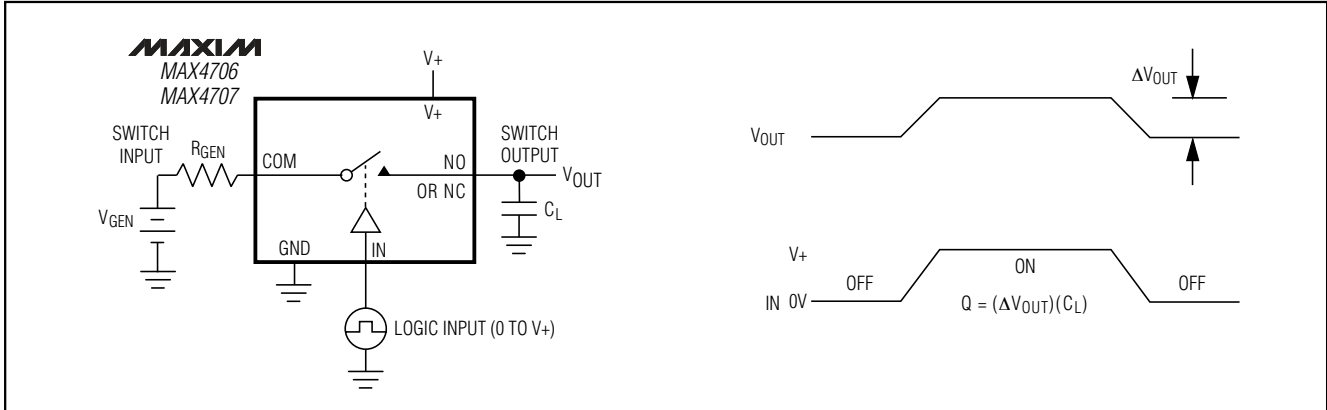 MAXIM
MAX4706
MAX4707
V+
V+
SWITCH
INPUT
RGEN
COM
NO
OR NC
SWITCH
OUTPUT
VOUT
CL
VGEN
GND
IN
LOGIC INPUT (0 TO V+)
VOUT
ΔVOUT
V+
IN 0V
OFF
ON
OFF
Q = (ΔVOUT)(CL)